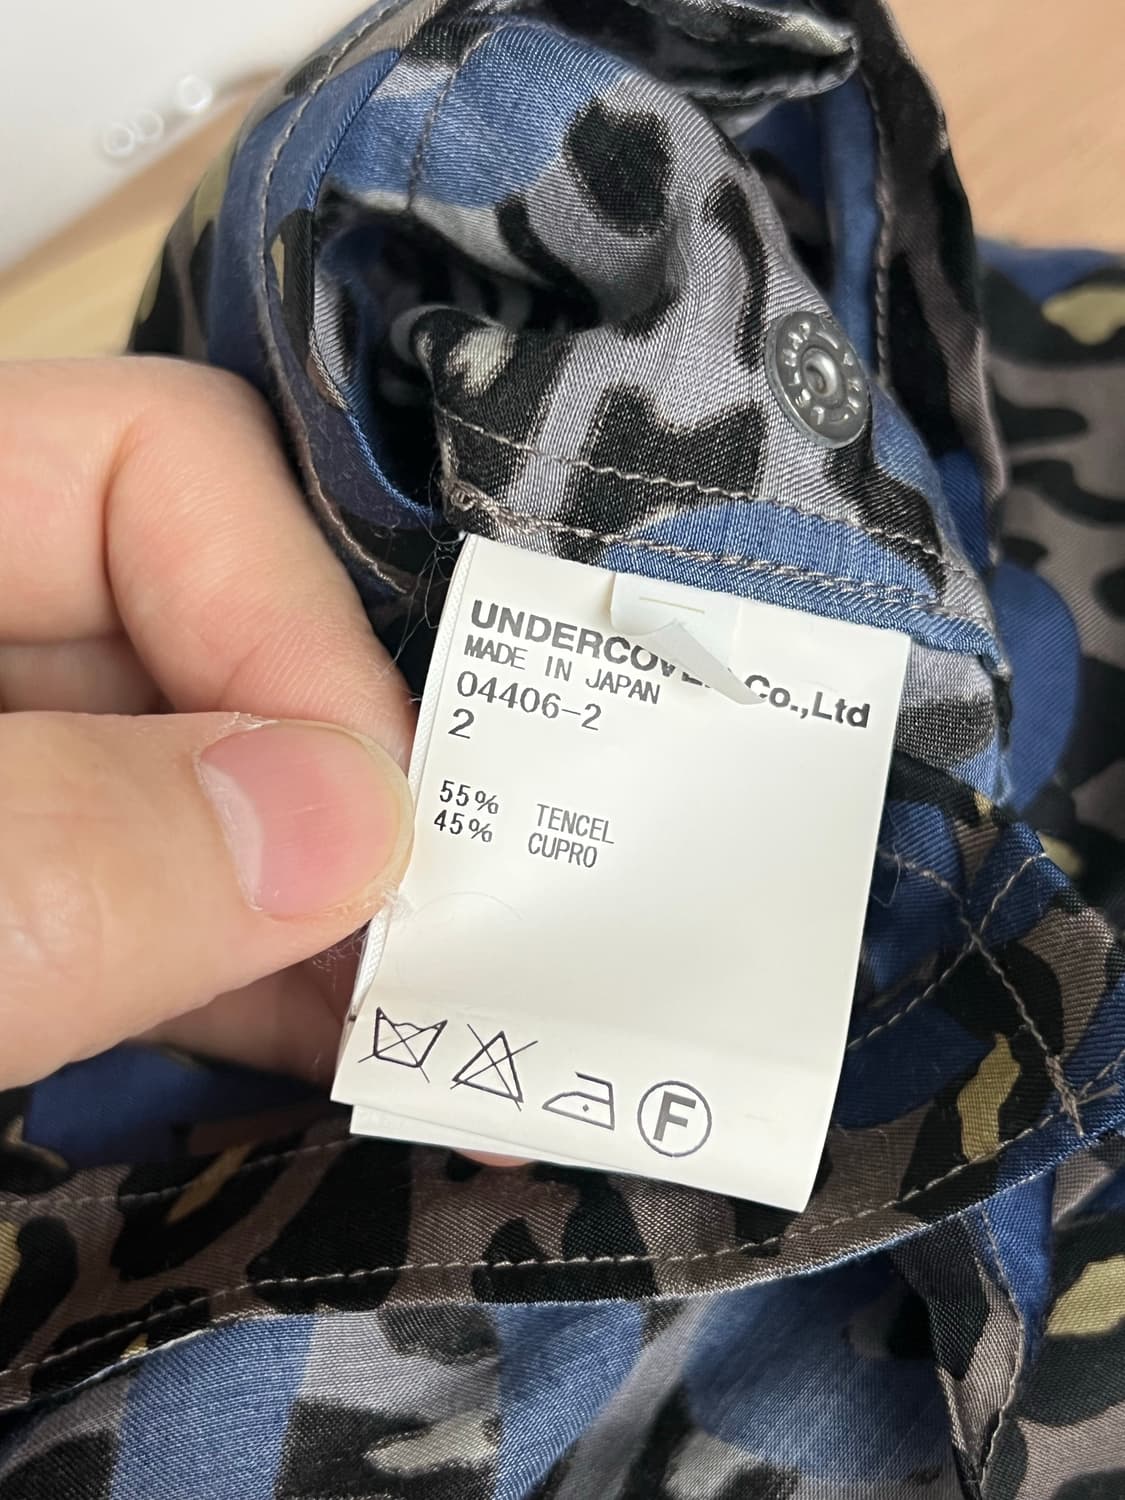 UNDERCOVER Co.,Ltd
MADE IN JAPAN
04406-2
2
55% TENCEL
45% CUPRO
F